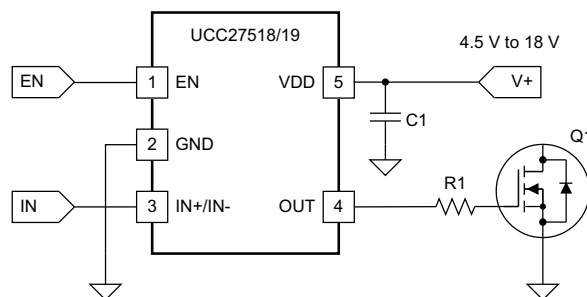 UCC27518/19
4.5 V to 18 V
EN
1
EN
VDD
5
V+
C1
2
GND
Q1
IN
3
IN+/IN-
OUT
4
R1